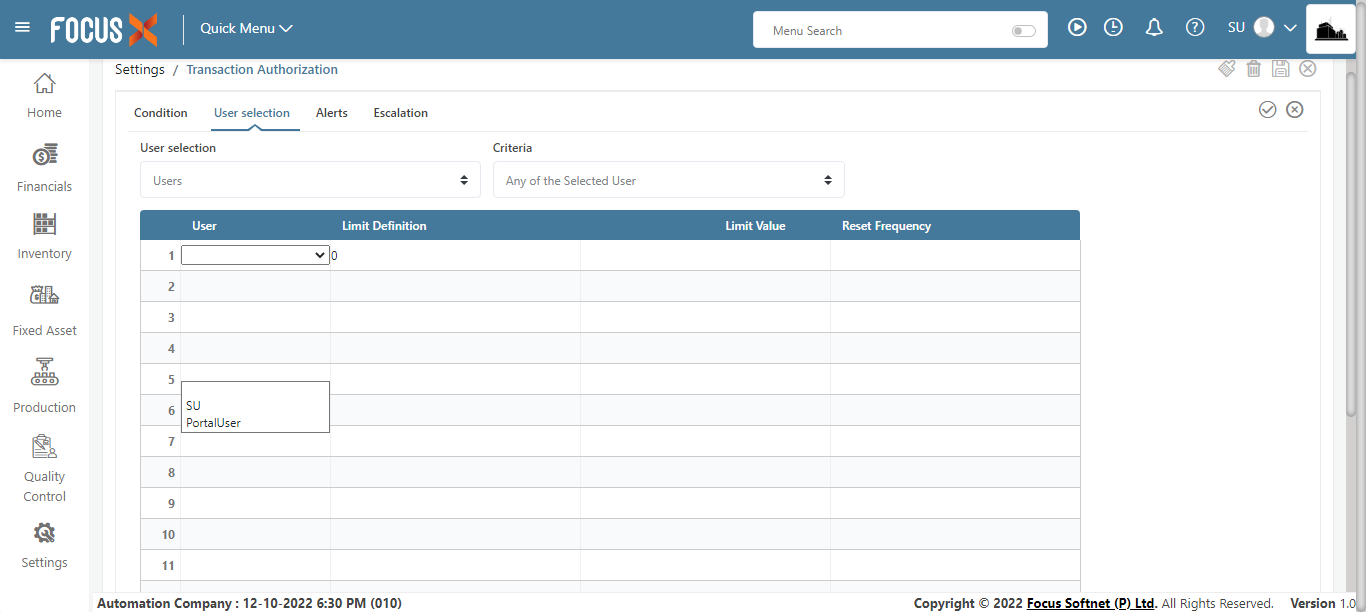 FOCUS X
Quick Menu
Menu Search
SU
Settings / Transaction Authorization
Home
Financials
Inventory
Fixed Asset
Production
Quality
Control
Settings
Condition
User selection
Alerts
Escalation
User selection
Criteria
Users
Any of the Selected User
User
Limit Definition
Limit Value
Reset Frequency
1
0
2
3
4
5
6
SU
PortalUser
7
8
9
10
11
Automation Company : 12-10-2022 6:30 PM (010)
Copyright © 2022 Focus Softnet (P) Ltd. All Rights Reserved.
Version 1.0